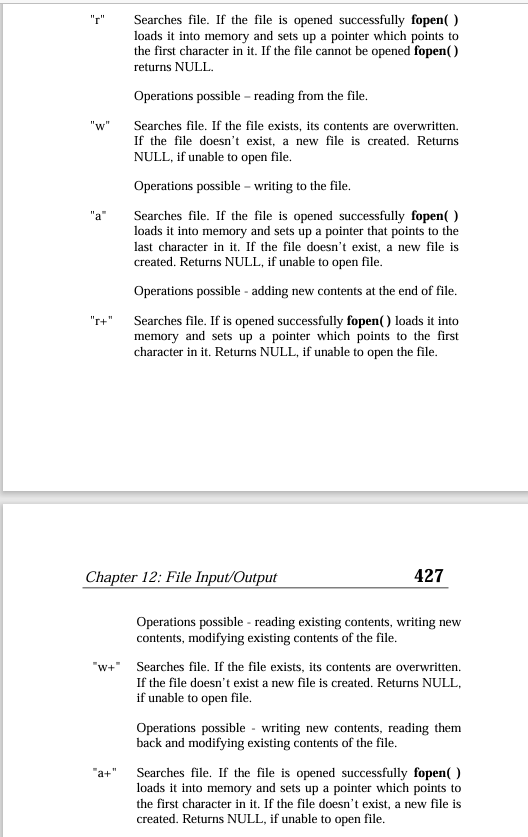 "r" Searches file. If the file is opened successfully fopen( )
loads it into memory and sets up a pointer which points to
the first character in it. If the file cannot be opened fopen( )
returns NULL.
Operations possible – reading from the file.
"w" Searches file. If the file exists, its contents are overwritten.
If the file doesn't exist, a new file is created. Returns
NULL, if unable to open file.
Operations possible – writing to the file.
"a" Searches file. If the file is opened successfully fopen( )
loads it into memory and sets up a pointer that points to the
last character in it. If the file doesn't exist, a new file is
created. Returns NULL, if unable to open file.
Operations possible - adding new contents at the end of file.
"r+" Searches file. If is opened successfully fopen( ) loads it into
memory and sets up a pointer which points to the first
character in it. Returns NULL, if unable to open the file.
Chapter 12: File Input/Output 427
Operations possible - reading existing contents, writing new
contents, modifying existing contents of the file.
"w+" Searches file. If the file exists, its contents are overwritten.
If the file doesn't exist a new file is created. Returns NULL,
if unable to open file.
Operations possible - writing new contents, reading them
back and modifying existing contents of the file.
"a+" Searches file. If the file is opened successfully fopen( )
loads it into memory and sets up a pointer which points to
the first character in it. If the file doesn't exist, a new file is
created. Returns NULL, if unable to open file.